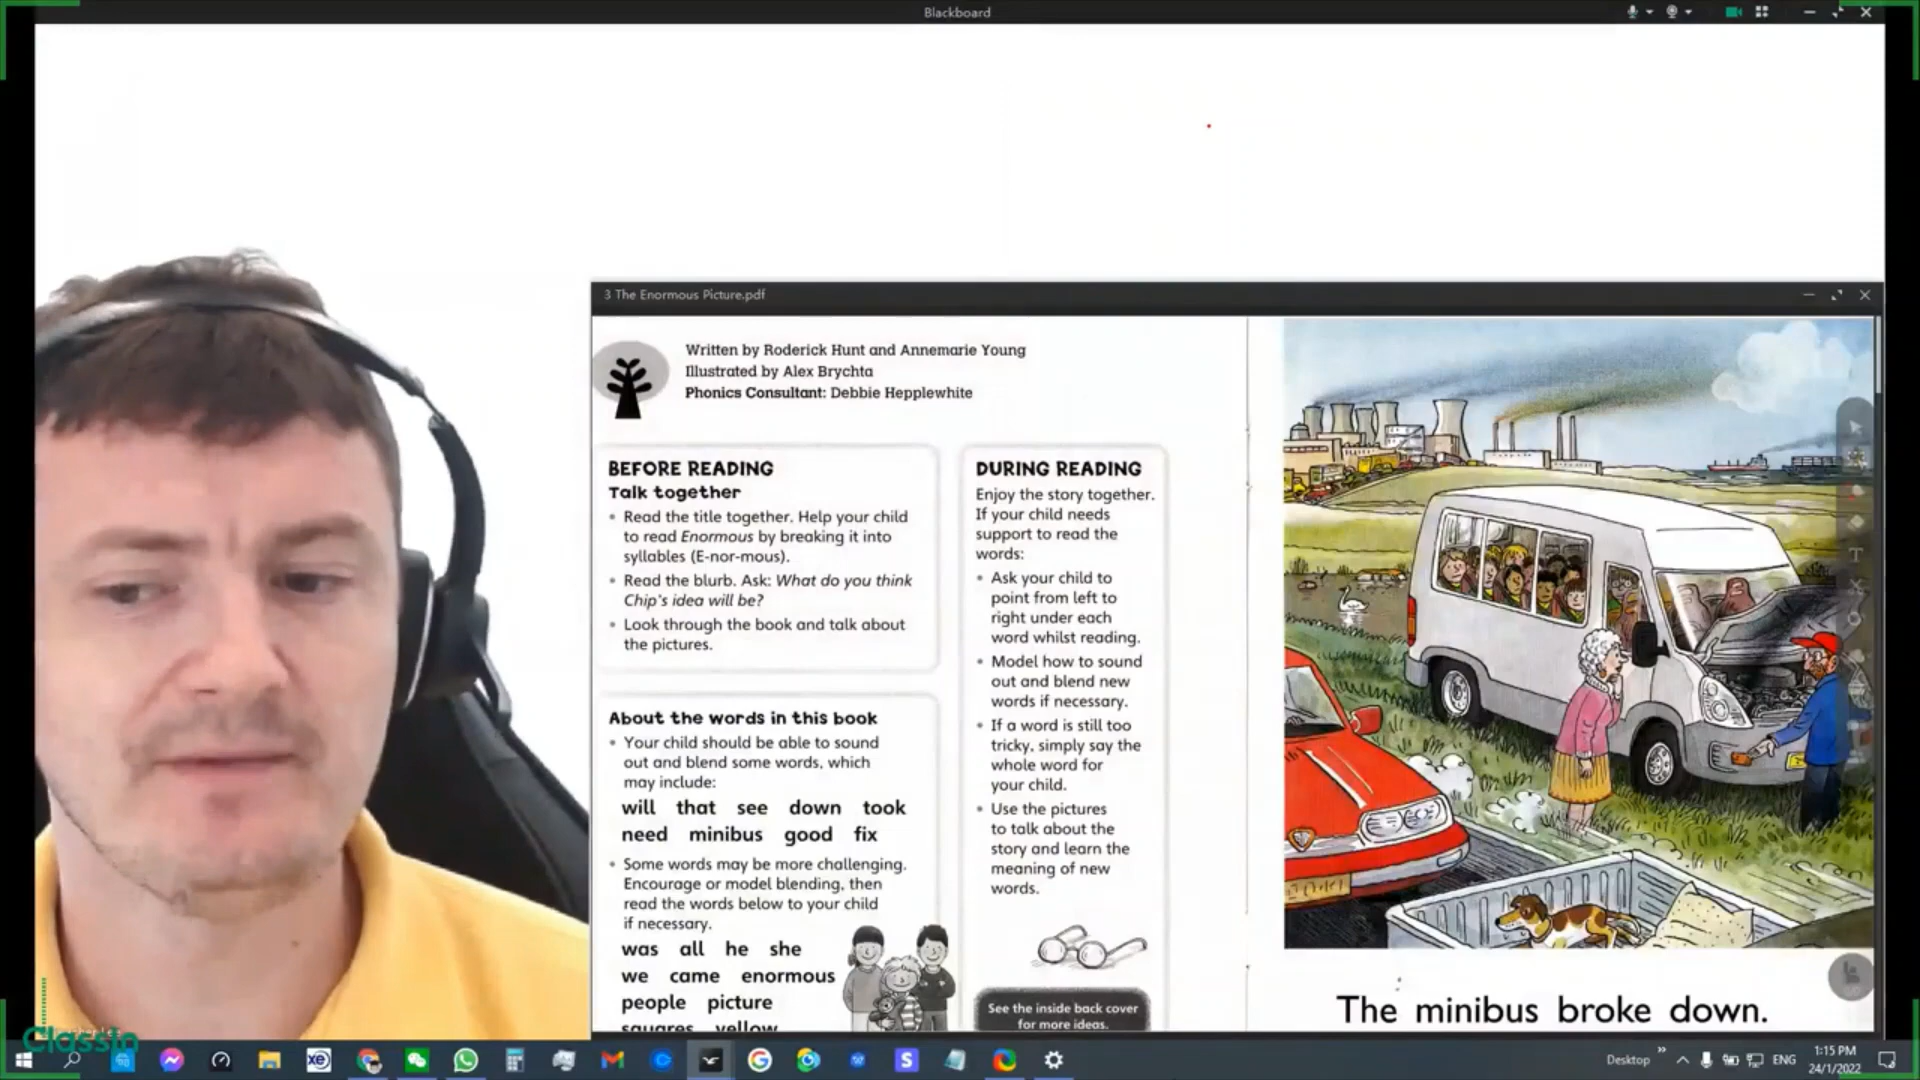 Blackboard
3 The Enormous Picture.pdf
Written by Roderick Hunt and Annemarie Young
Illustrated by Alex Brychta
Phonics Consultant: Debbie Hepplewhite
BEFORE READING
Talk together
• Read the title together. Help your child
to read Enormous by breaking it into
syllables (E-nor-mous).
• Read the blurb. Ask: What do you think
Chip's idea will be?
• Look through the book and talk about
the pictures.
About the words in this book
• Your child should be able to sound
out and blend some words, which
may include:
will that see down took
need minibus good fix
• Some words may be more challenging.
Encourage or model blending, then
read the words below to your child
if necessary.
was all he she
we came enormous
people picture
squares yellow
DURING READING
Enjoy the story together.
If your child needs
support to read the
words:
• Ask your child to
point from left to
right under each
word whilst reading.
• Model how to sound
out and blend new
words if necessary.
• If a word is still too
tricky, simply say the
whole word for
your child.
• Use the pictures
to talk about the
story and learn the
meaning of new
words.
See the inside back cover
for more ideas.
The minibus broke down.
ClassIn
xe
S
Desktop
ENG
1:15 PM
24/1/2022